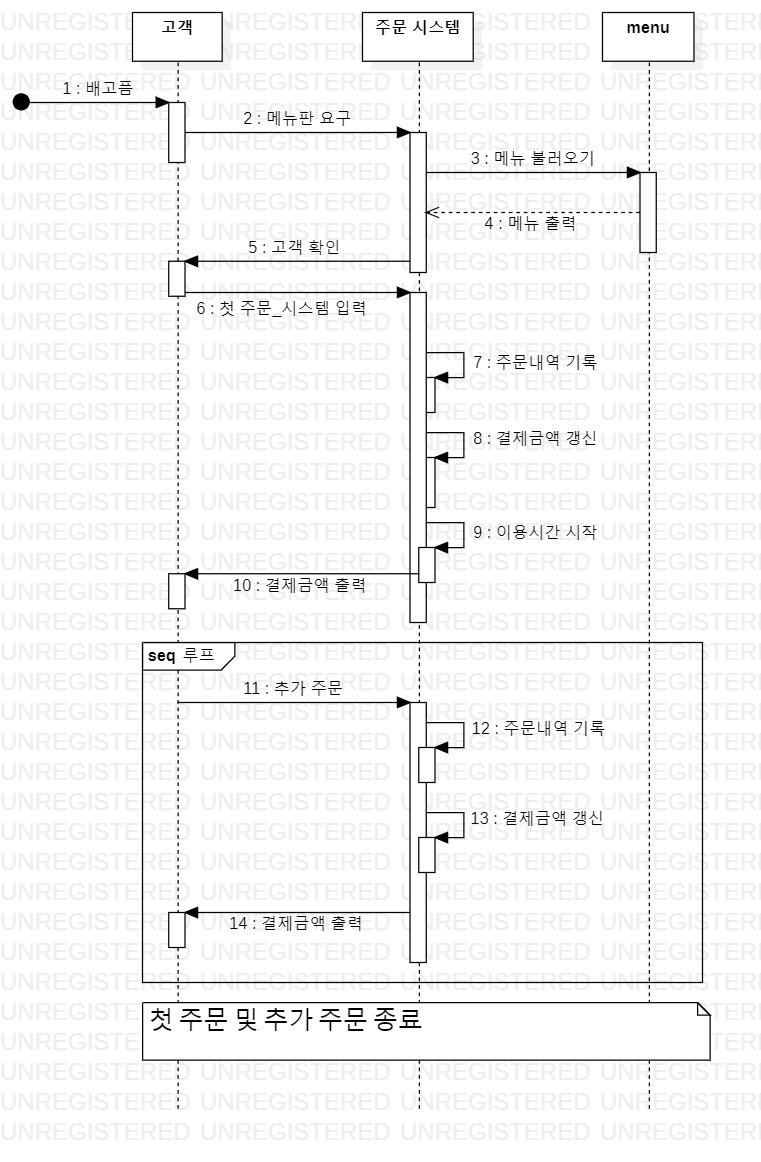 고객
주문 시스템
menu
1 : 배고픔
2 : 메뉴판 요구
3 : 메뉴 불러오기
4 : 메뉴 출력
5 : 고객 확인
6 : 첫 주문_시스템 입력
7 : 주문내역 기록
8 : 결제금액 갱신
9 : 이용시간 시작
10 : 결제금액 출력
seq 루프
11 : 추가 주문
12 : 주문내역 기록
13 : 결제금액 갱신
14 : 결제금액 출력
첫 주문 및 추가 주문 종료
UNREGISTERED